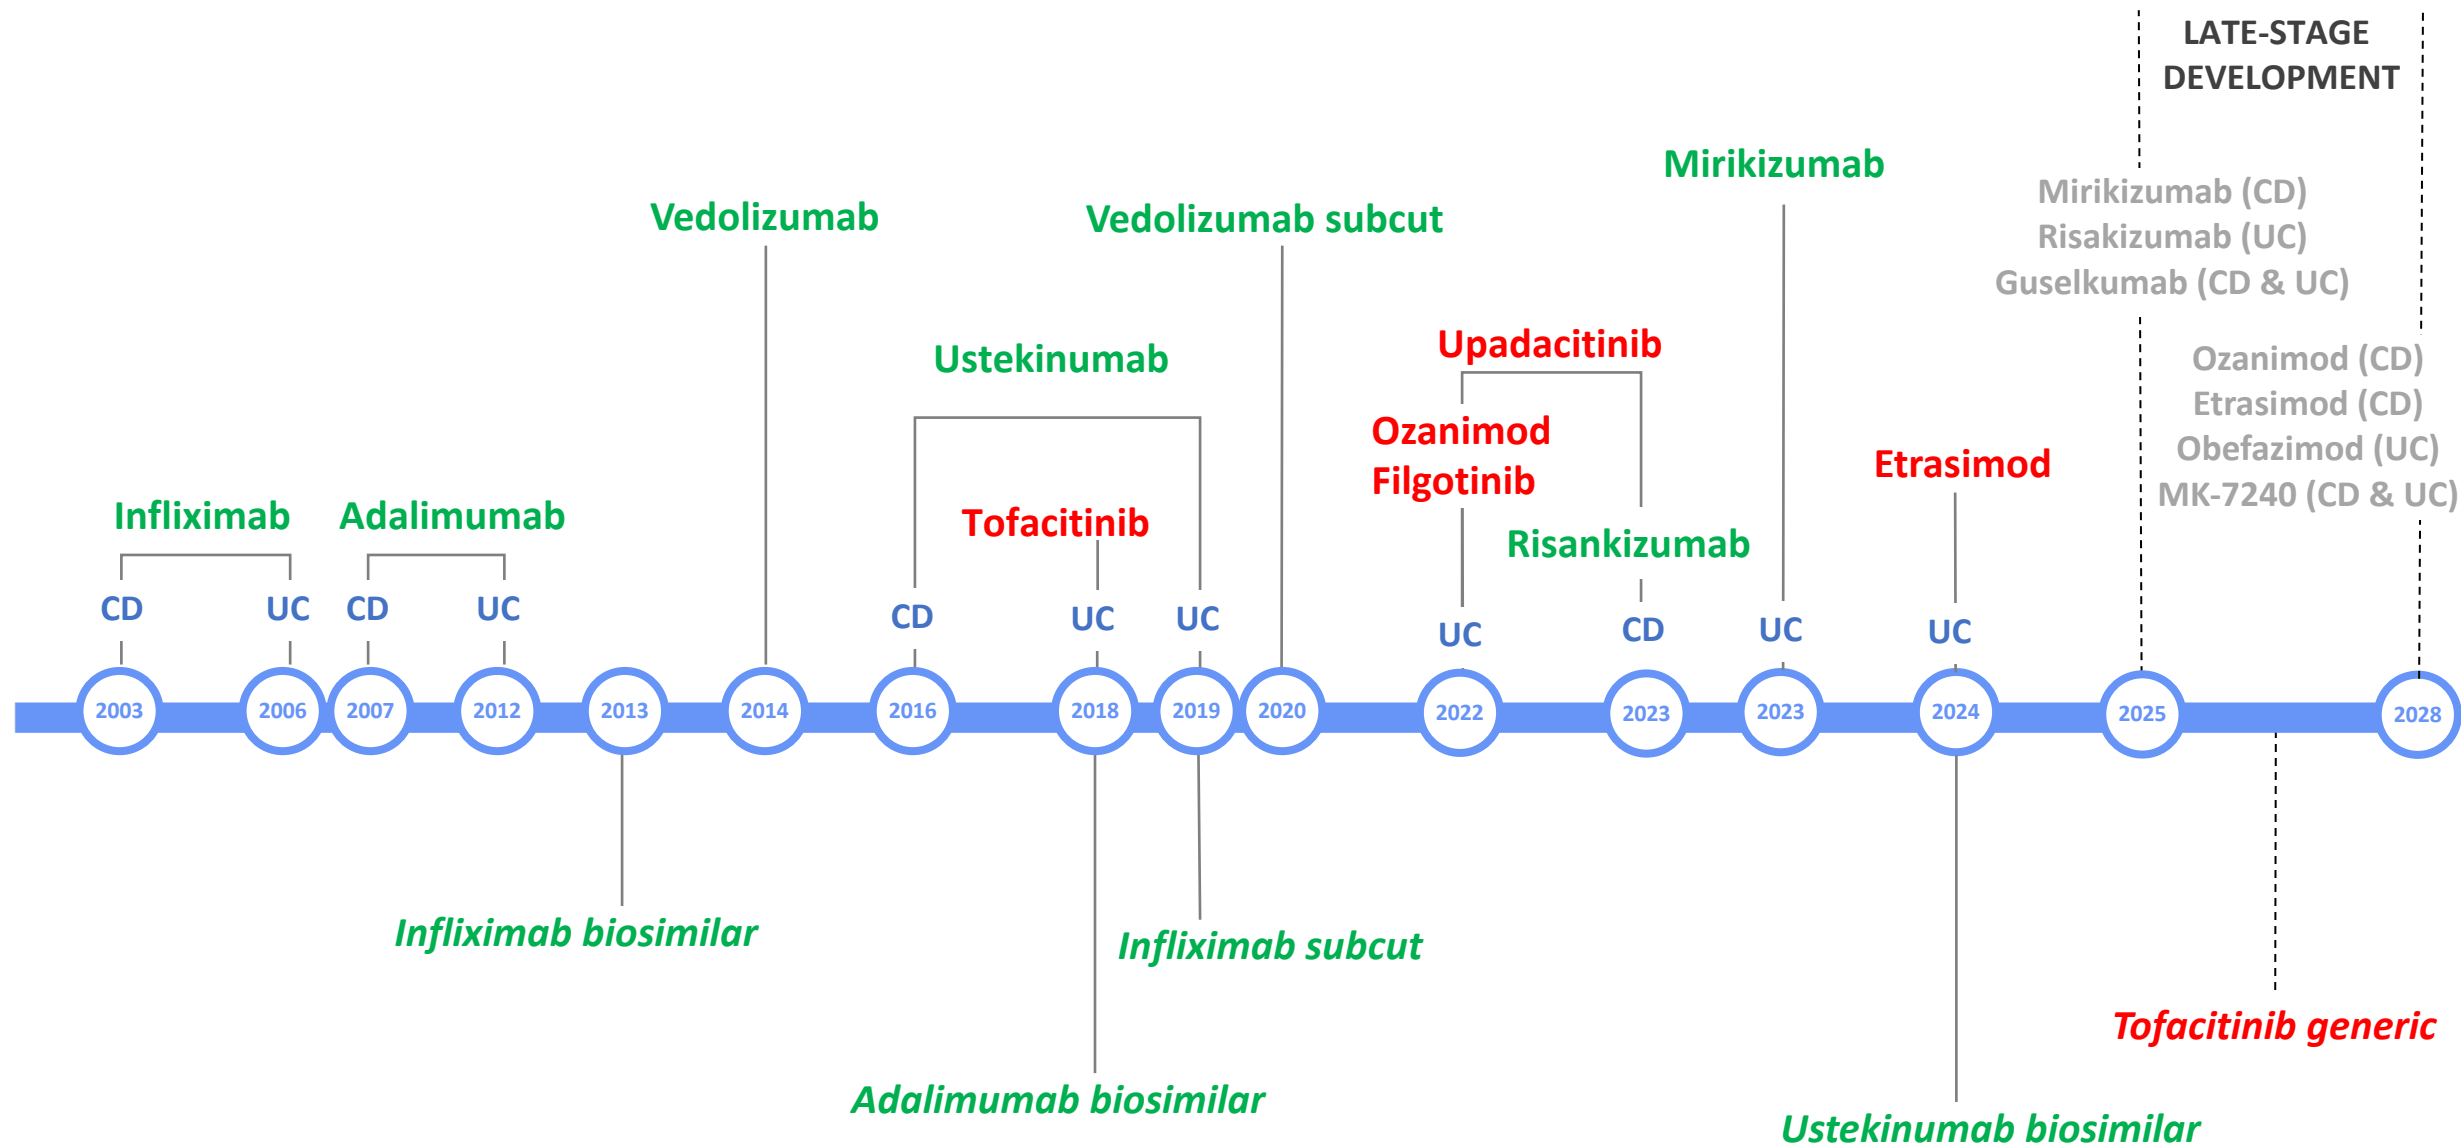 LATE-STAGE
DEVELOPMENT
Mirikizumab
Mirikizumab (CD)
Risakizumab (UC)
Guselkumab (CD & UC)
Vedolizumab
Vedolizumab subcut
Ustekinumab
Upadacitinib
Ozanimod (CD)
Etrasimod (CD)
Obefazimod (UC)
MK-7240 (CD & UC)
Ozanimod
Filgotinib
Etrasimod
Infliximab
Adalimumab
Tofacitinib
Risankizumab
CD
UC
CD
UC
CD
UC
UC
UC
CD
UC
UC
2003
2006
2007
2012
2013
2014
2016
2018
2019
2020
2022
2023
2023
2024
2025
2028
Infliximab biosimilar
Infliximab subcut
Tofacitinib generic
Adalimumab biosimilar
Ustekinumab biosimilar